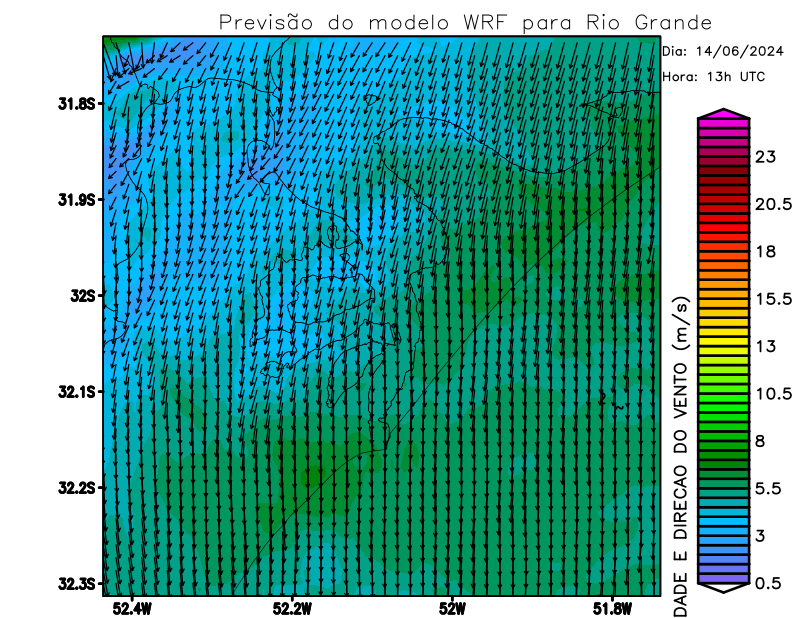 Previsão do modelo WRF para Rio Grande
Dia: 14/06/2024
Hora: 13h UTC
31.8S
31.9S
32S
32.1S
32.2S
32.3S
52.4W
52.2W
52W
51.8W
23
20.5
18
15.5
13
10.5
8
5.5
3
0.5
DADE E DIRECAO DO VENTO (m/s)